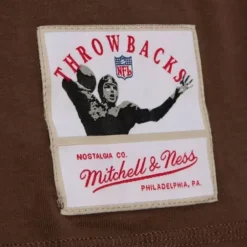 THROWBACKS
NFL
NOSTALGIA CO.
Mitchell & Ness
PHILADELPHIA, PA.